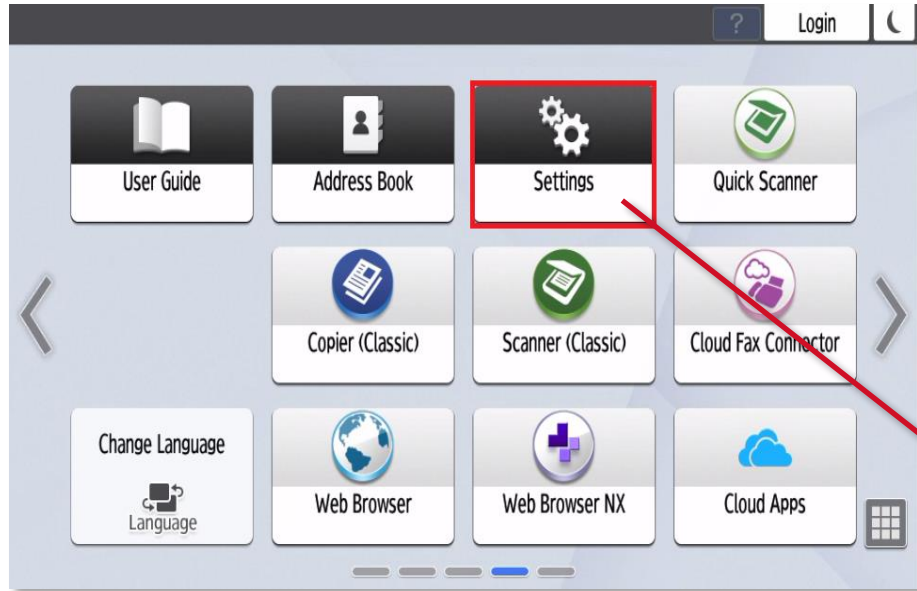 ? Login
User Guide Address Book Settings Quick Scanner
Copier (Classic) Scanner (Classic) Cloud Fax Connector
Change Language
Language Web Browser Web Browser NX Cloud Apps